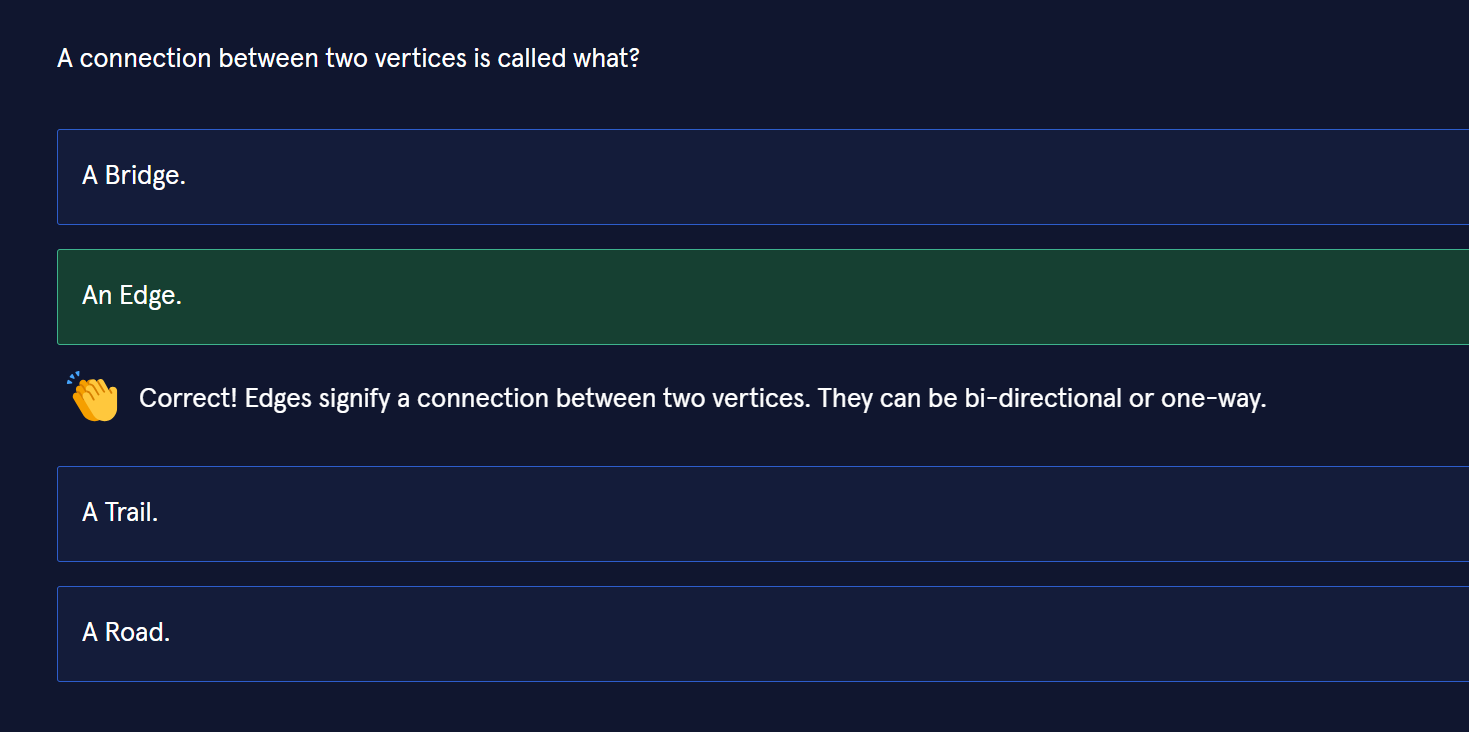 A connection between two vertices is called what?
A Bridge.
An Edge.
Correct! Edges signify a connection between two vertices. They can be bi-directional or one-way.
A Trail.
A Road.